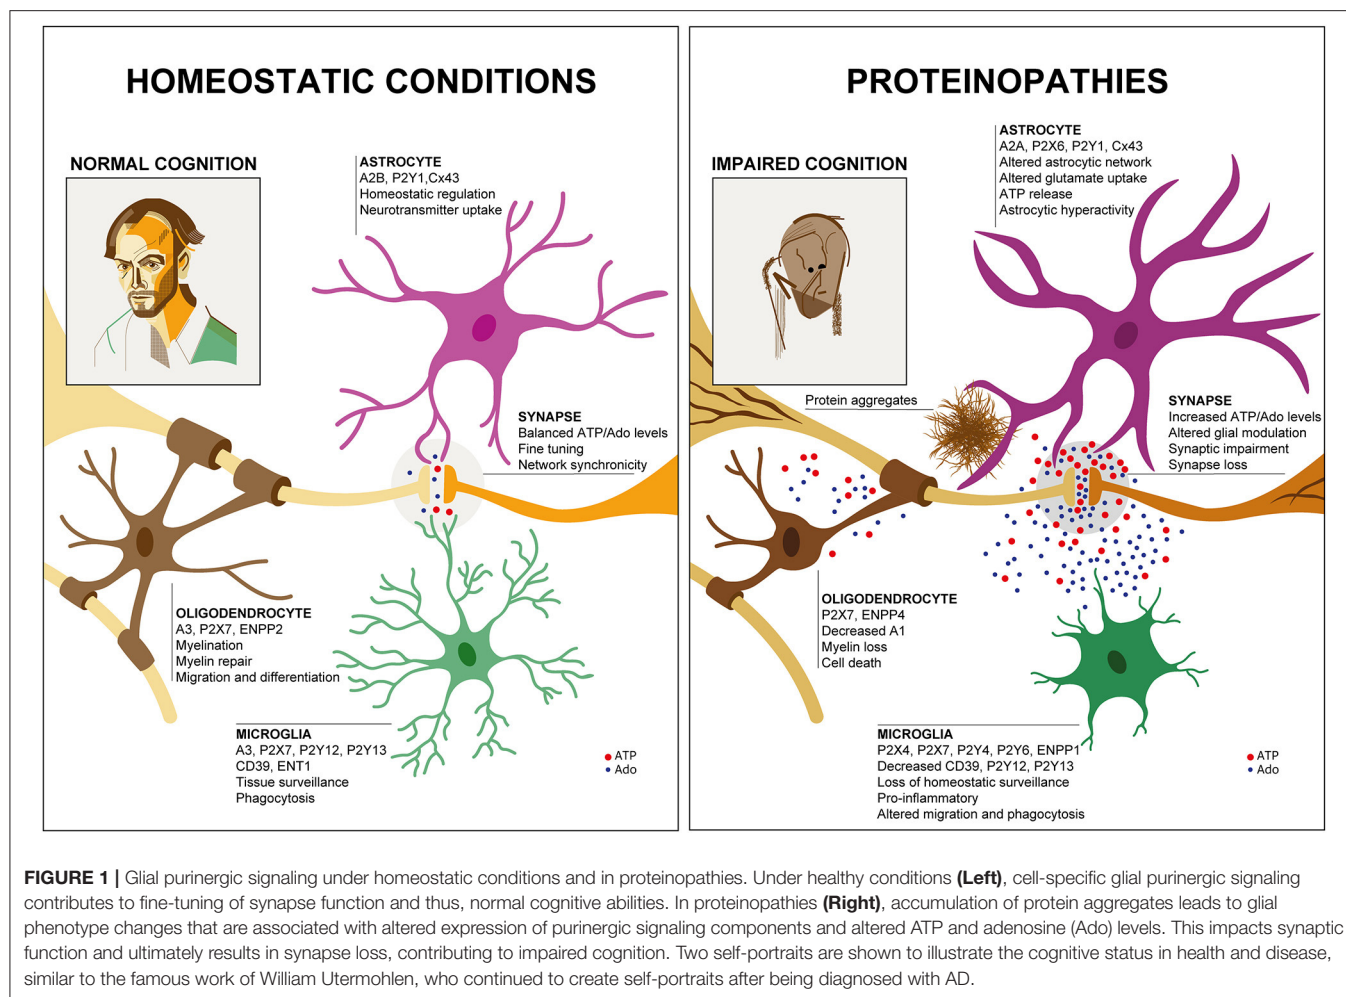 HOMEOSTATIC CONDITIONS
NORMAL COGNITION
ASTROCYTE
A2B, P2Y1,Cx43
Homeostatic regulation
Neurotransmitter uptake
SYNAPSE
Balanced ATP/Ado levels
Fine tuning
Network synchronicity
OLIGODENDROCYTE
A3, P2X7, ENPP2
Myelination
Myelin repair
Migration and differentiation
MICROGLIA
A3, P2X7, P2Y12, P2Y13
CD39, ENT1
Tissue surveillance
Phagocytosis
ATP
Ado
PROTEINOPATHIES
IMPAIRED COGNITION
ASTROCYTE
A2A, P2X6, P2Y1, Cx43
Altered astrocytic network
Altered glutamate uptake
ATP release
Astrocytic hyperactivity
Protein aggregates
SYNAPSE
Increased ATP/Ado levels
Altered glial modulation
Synaptic impairment
Synapse loss
OLIGODENDROCYTE
P2X7, ENPP4
Decreased A1
Myelin loss
Cell death
MICROGLIA
P2X4, P2X7, P2Y4, P2Y6, ENPP1
Decreased CD39, P2Y12, P2Y13
Loss of homeostatic surveillance
Pro-inflammatory
Altered migration and phagocytosis
ATP
Ado
FIGURE 1 | Glial purinergic signaling under homeostatic conditions and in proteinopathies. Under healthy conditions (Left), cell-specific glial purinergic signaling
contributes to fine-tuning of synapse function and thus, normal cognitive abilities. In proteinopathies (Right), accumulation of protein aggregates leads to glial
phenotype changes that are associated with altered expression of purinergic signaling components and altered ATP and adenosine (Ado) levels. This impacts synaptic
function and ultimately results in synapse loss, contributing to impaired cognition. Two self-portraits are shown to illustrate the cognitive status in health and disease,
similar to the famous work of William Utermohlen, who continued to create self-portraits after being diagnosed with AD.